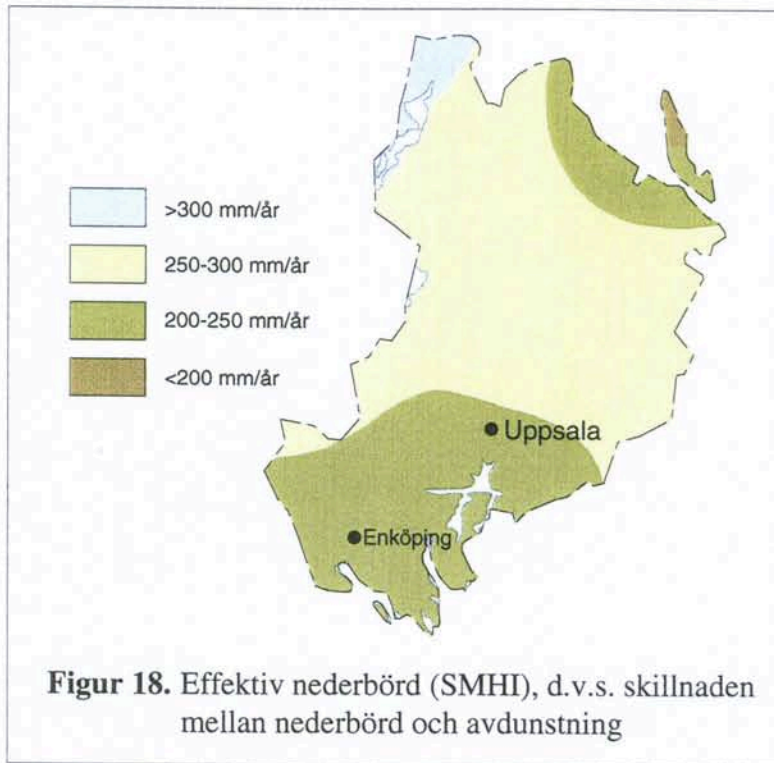 >300 mm/år
250-300 mm/år
200-250 mm/år
<200 mm/år
Uppsala
Enköping
Figur 18. Effektiv nederbörd (SMHI), d.v.s. skillnaden
mellan nederbörd och avdunstning